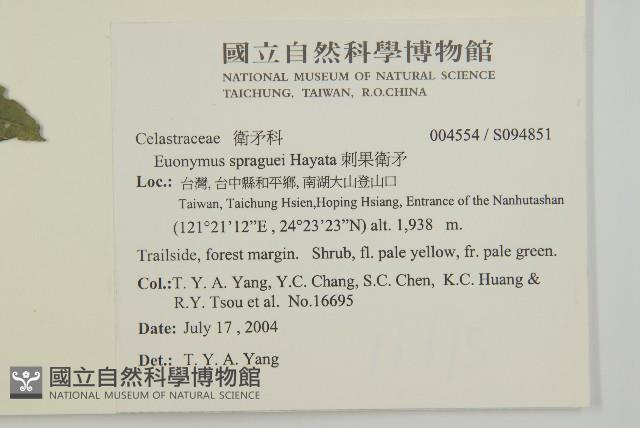 國立自然科學博物館
NATIONAL MUSEUM OF NATURAL SCIENCE
TAICHUNG, TAIWAN, R.O.CHINA
Celastraceae 衛矛科 004554 / S094851
Euonymus spraguei Hayata 刺果衛矛
Loc.: 台灣, 台中縣和平鄉, 南湖大山登山口
Taiwan, Taichung Hsien,Hoping Hsiang, Entrance of the Nanhutashan
(121°21'12”E , 24°23'23”N) alt. 1,938 m.
Trailside, forest margin. Shrub, fl. pale yellow, fr. pale green.
Col.:T. Y. A. Yang, Y.C. Chang, S.C. Chen, K.C. Huang &
R.Y. Tsou et al. No.16695
Date: July 17 , 2004
Det.: T. Y. A. Yang
國立自然科學博物館
NATIONAL MUSEUM OF NATURAL SCIENCE